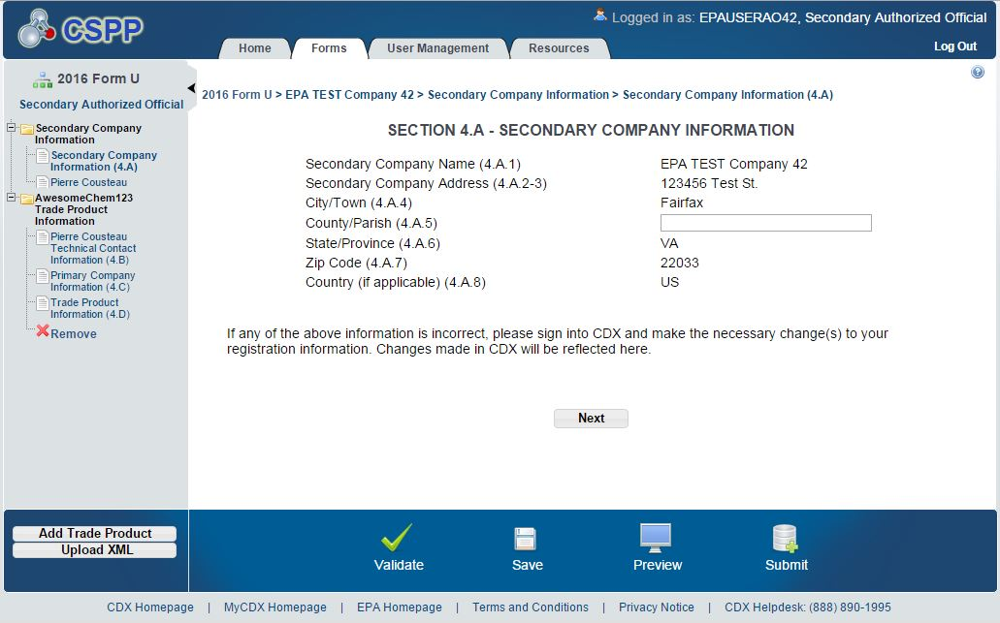 CSPP
Logged in as: EPAUSERAO42, Secondary Authorized Official
Home
Forms
User Management
Resources
Log Out
2016 Form U
Secondary Authorized Official
Secondary Company
Information
Secondary Company
Information (4.A)
Pierre Cousteau
AwesomeChem123
Trade Product
Information
Pierre Cousteau
Technical Contact
Information (4.B)
Primary Company
Information (4.C)
Trade Product
Information (4.D)
Remove
?
2016 Form U > EPA TEST Company 42 > Secondary Company Information > Secondary Company Information (4.A)
SECTION 4.A - SECONDARY COMPANY INFORMATION
Secondary Company Name (4.A.1) EPA TEST Company 42
Secondary Company Address (4.A.2-3) 123456 Test St.
City/Town (4.A.4) Fairfax
County/Parish (4.A.5)
State/Province (4.A.6) VA
Zip Code (4.A.7) 22033
Country (if applicable) (4.A.8) US
If any of the above information is incorrect, please sign into CDX and make the necessary change(s) to your
registration information. Changes made in CDX will be reflected here.
Next
Add Trade Product
Upload XML
Validate
Save
Preview
Submit
CDX Homepage | MyCDX Homepage | EPA Homepage | Terms and Conditions | Privacy Notice | CDX Helpdesk: (888) 890-1995